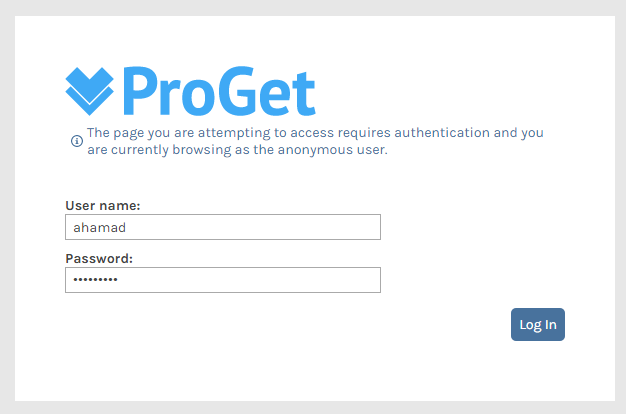 ProGet
The page you are attempting to access requires authentication and you
are currently browsing as the anonymous user.
User name:
ahamad
Password:
•••••••••
Log In